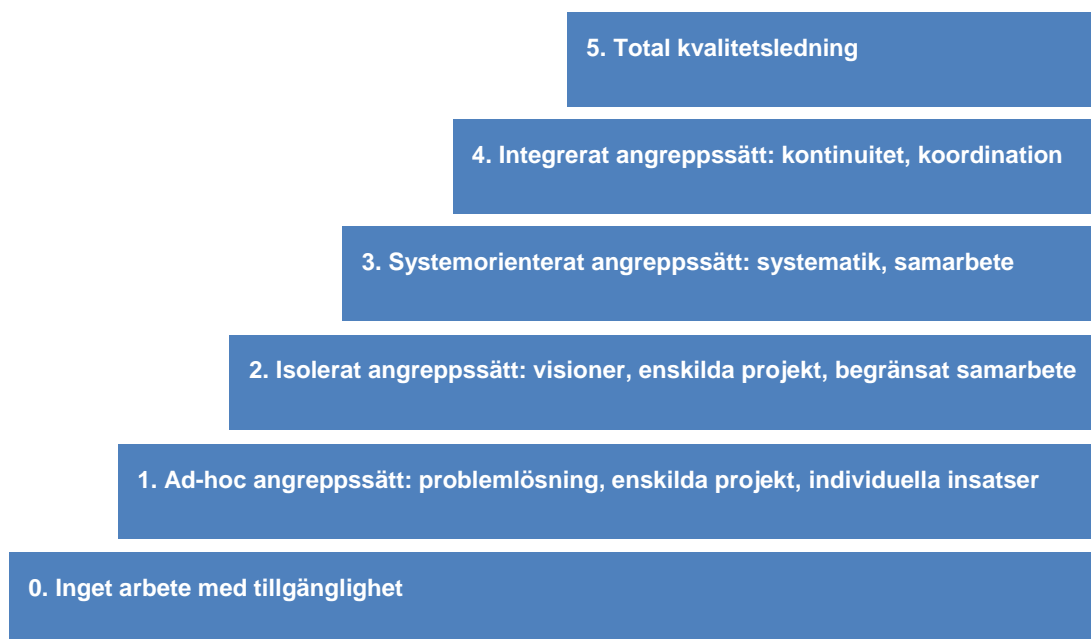 5. Total kvalitetsledning
4. Integrerat angreppssätt: kontinuitet, koordination
3. Systemorienterat angreppssätt: systematik, samarbete
2. Isolerat angreppssätt: visioner, enskilda projekt, begränsat samarbete
1. Ad-hoc angreppssätt: problemlösning, enskilda projekt, individuella insatser
0. Inget arbete med tillgänglighet